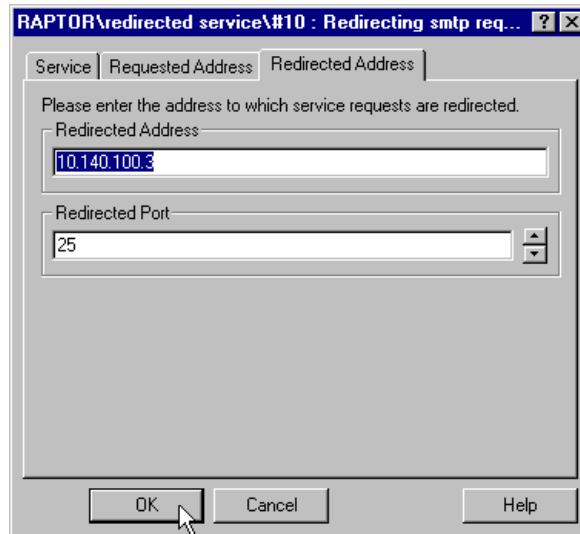 RAPTOR\redirected service\#10 : Redirecting smtp req...
Service Requested Address Redirected Address
Please enter the address to which service requests are redirected.
Redirected Address
10.140.100.3
Redirected Port
25
OK Cancel Help